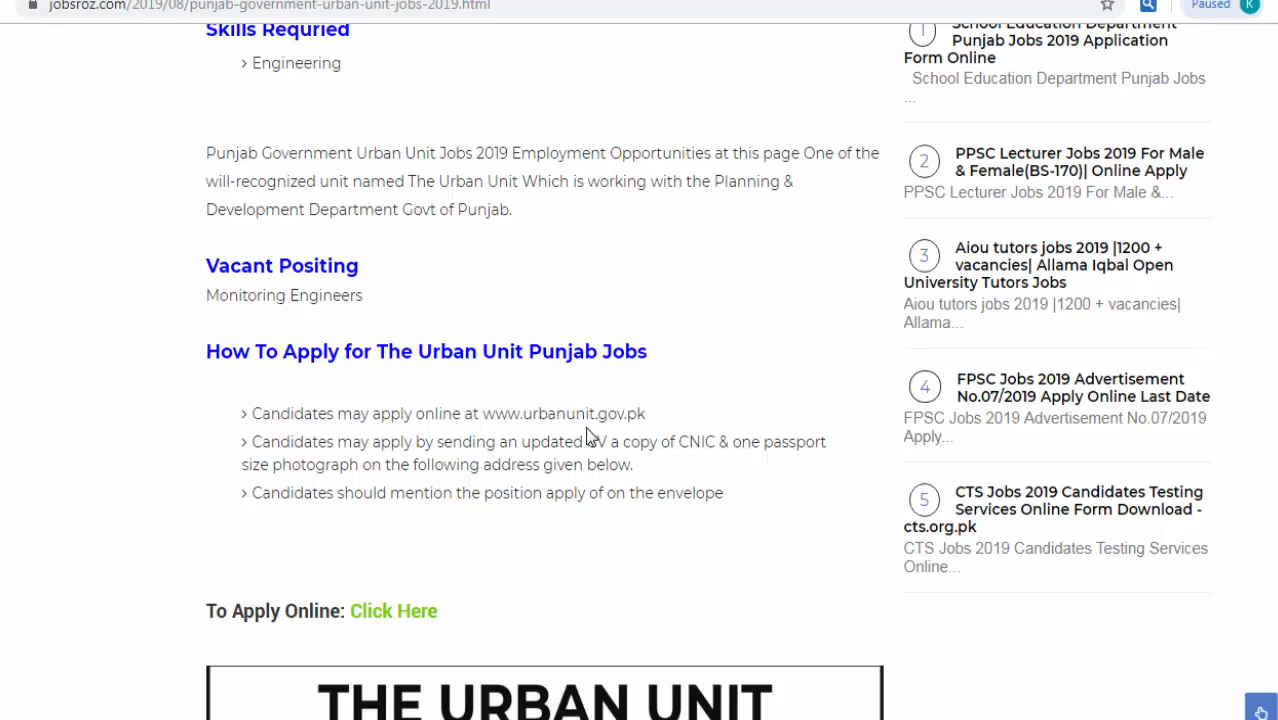 jobsroz.com/2019/08/punjab-government-urban-unit-jobs-2019.html
Paused
K
Skills Requried
› Engineering
Punjab Government Urban Unit Jobs 2019 Employment Opportunities at this page One of the
will-recognized unit named The Urban Unit Which is working with the Planning &
Development Department Govt of Punjab.
Vacant Positing
Monitoring Engineers
How To Apply for The Urban Unit Punjab Jobs
› Candidates may apply online at www.urbanunit.gov.pk
› Candidates may apply by sending an updated CV a copy of CNIC & one passport
size photograph on the following address given below.
› Candidates should mention the position apply of on the envelope
To Apply Online: Click Here
THE URBAN UNIT
1
School Education Department
Punjab Jobs 2019 Application
Form Online
School Education Department Punjab Jobs
...
2
PPSC Lecturer Jobs 2019 For Male
& Female(BS-170)| Online Apply
PPSC Lecturer Jobs 2019 For Male &...
3
Aiou tutors jobs 2019 |1200 +
vacancies| Allama Iqbal Open
University Tutors Jobs
Aiou tutors jobs 2019 |1200 + vacancies|
Allama...
4
FPSC Jobs 2019 Advertisement
No.07/2019 Apply Online Last Date
FPSC Jobs 2019 Advertisement No.07/2019
Apply...
5
CTS Jobs 2019 Candidates Testing
Services Online Form Download -
cts.org.pk
CTS Jobs 2019 Candidates Testing Services
Online...